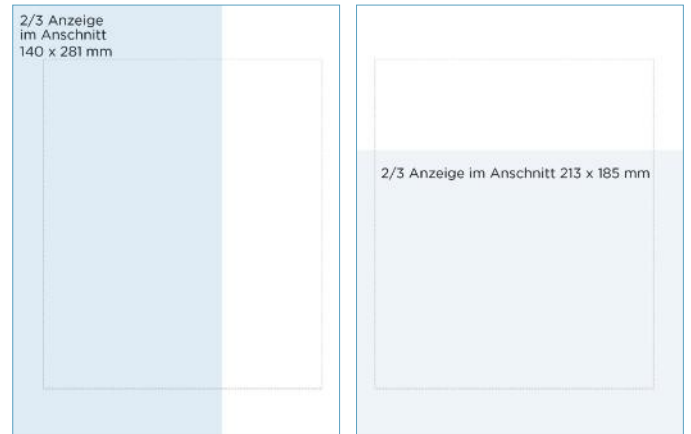 2/3 Anzeige
im Anschnitt
140 x 281 mm
2/3 Anzeige im Anschnitt 213 x 185 mm